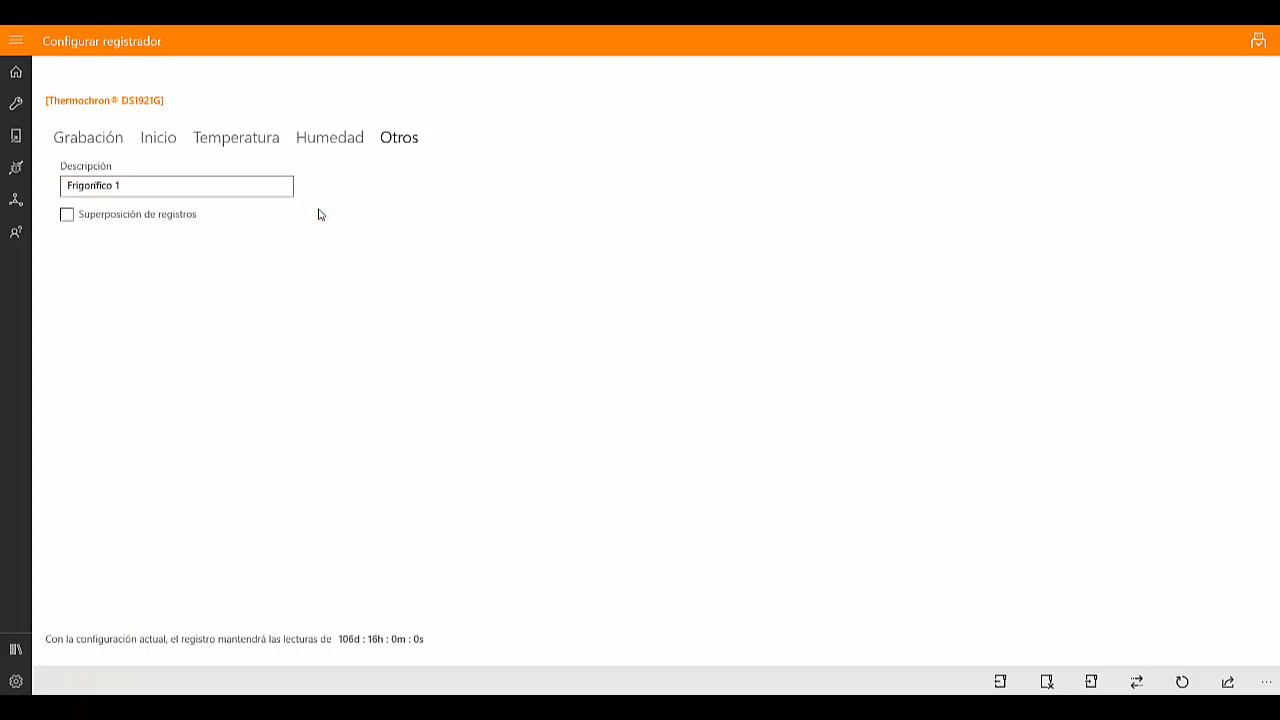 Configurar registrador
[Thermochron® DS1921G]
Grabación Inicio Temperatura Humedad Otros
Descripción
Frigorífico 1
Superposición de registros
Con la configuración actual, el registro mantendrá las lecturas de 106d : 16h : 0m : 0s